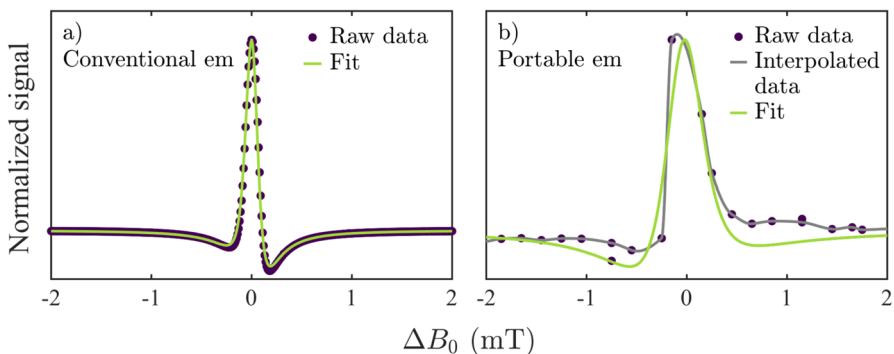 a)
Conventional em
Raw data
Fit
b)
Portable em
Raw data
Interpolated
data
Fit
Normalized signal
-2 -1 0 1 2
-2 -1 0 1 2
ΔB₀ (mT)